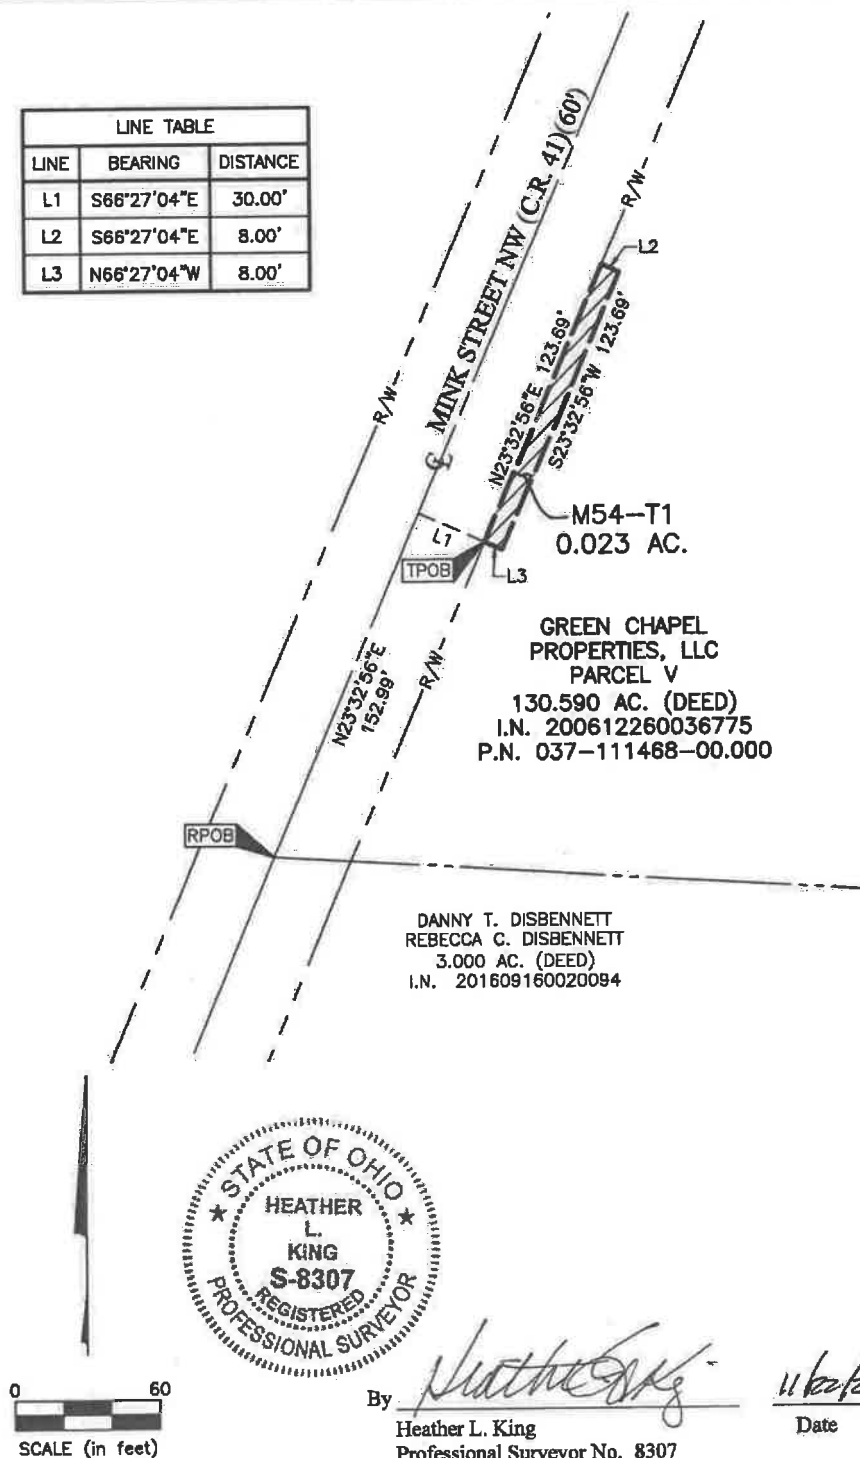 LINE TABLE
LINE BEARING DISTANCE
L1 S66°27'04"E 30.00'
L2 S66°27'04"E 8.00'
L3 N66°27'04"W 8.00'
MINK STREET NW (C.R. 41)(60')
R/W
R/W
L2
N23°32'56"E 123.69'
S23°32'56"W 123.69'
M54-T1
0.023 AC.
L1
TPOB
L3
GREEN CHAPEL
PROPERTIES, LLC
PARCEL V
130.590 AC. (DEED)
I.N. 200612260036775
P.N. 037-111468-00.000
N23°32'56"E
152.99'
R/W
RPOB
DANNY T. DISBENNETT
REBECCA C. DISBENNETT
3.000 AC. (DEED)
I.N. 201609160020094
STATE OF OHIO
HEATHER
L.
KING
S-8307
REGISTERED
PROFESSIONAL SURVEYOR
0 60
SCALE (in feet)
By
Heather L. King
Professional Surveyor No. 8307
Date